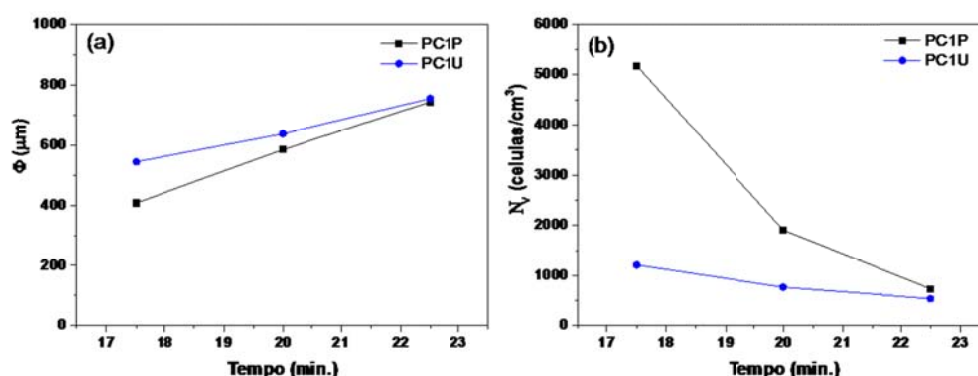 (a)
PC1P
PC1U
1000
800
600
400
200
0
Φ (μm)
17 18 19 20 21 22 23
Tempo (min.)
(b)
PC1P
PC1U
6000
5000
4000
3000
2000
1000
0
Nv (celulas/cm³)
17 18 19 20 21 22 23
Tempo (min.)